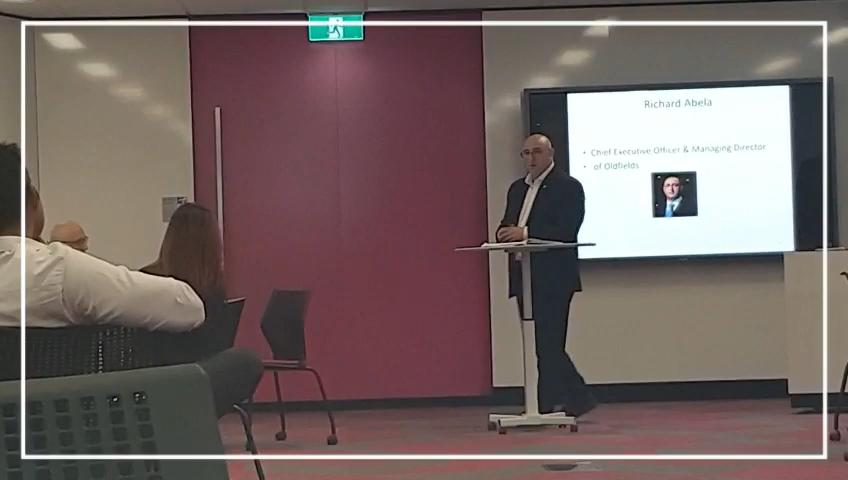 Richard Abela
• Chief Executive Officer & Managing Director
• of Oldfields